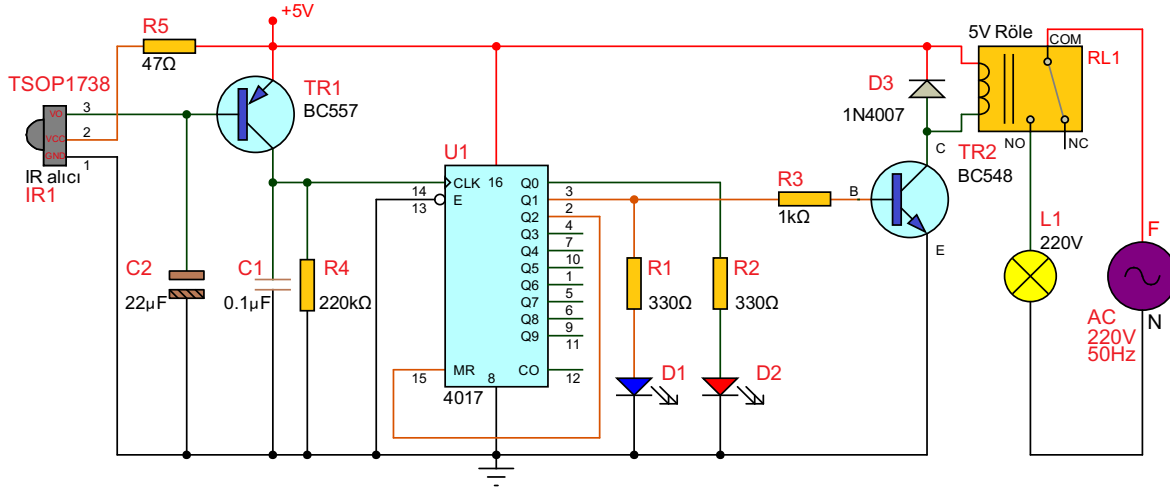 +5V
R5
47Ω
TSOP1738
VO
3
VCC
2
GND
1
IR alıcı
IR1
TR1
BC557
C2
22µF
C1
0.1µF
R4
220kΩ
U1
CLK
16
14
E
13
MR
15
8
4017
Q0
3
Q1
2
Q2
4
Q3
7
Q4
10
Q5
1
Q6
5
Q7
6
Q8
9
Q9
11
CO
12
R1
330Ω
R2
330Ω
D1
D2
R3
1kΩ
B
C
E
TR2
BC548
D3
1N4007
5V Röle
COM
RL1
NO
NC
L1
220V
F
N
AC
220V
50Hz